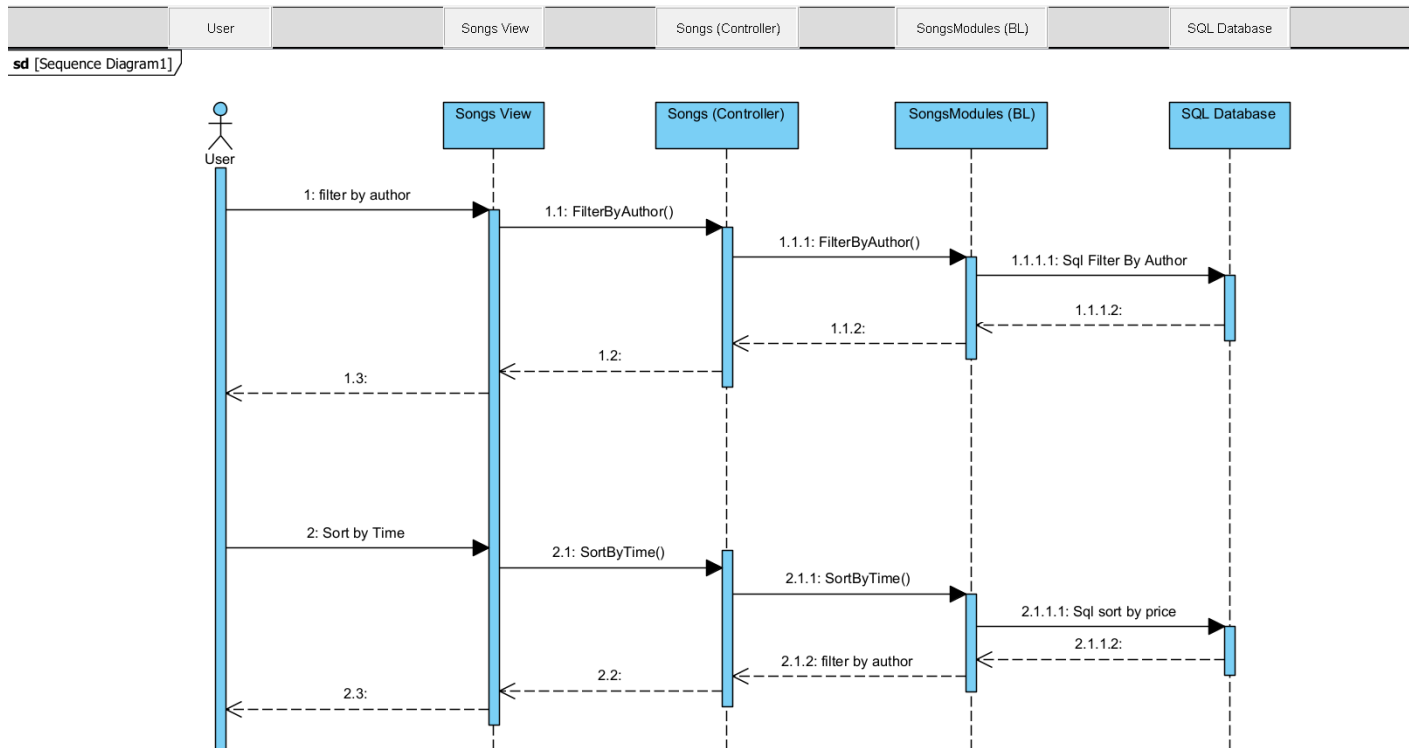 User Songs View Songs (Controller) SongsModules (BL) SQL Database
sd [Sequence Diagram1]
Songs View Songs (Controller) SongsModules (BL) SQL Database
User
1: filter by author
1.1: FilterByAuthor()
1.1.1: FilterByAuthor()
1.1.1.1: Sql Filter By Author
1.1.1.2:
1.1.2:
1.2:
1.3:
2: Sort by Time
2.1: SortByTime()
2.1.1: SortByTime()
2.1.1.1: Sql sort by price
2.1.1.2:
2.1.2: filter by author
2.2:
2.3: